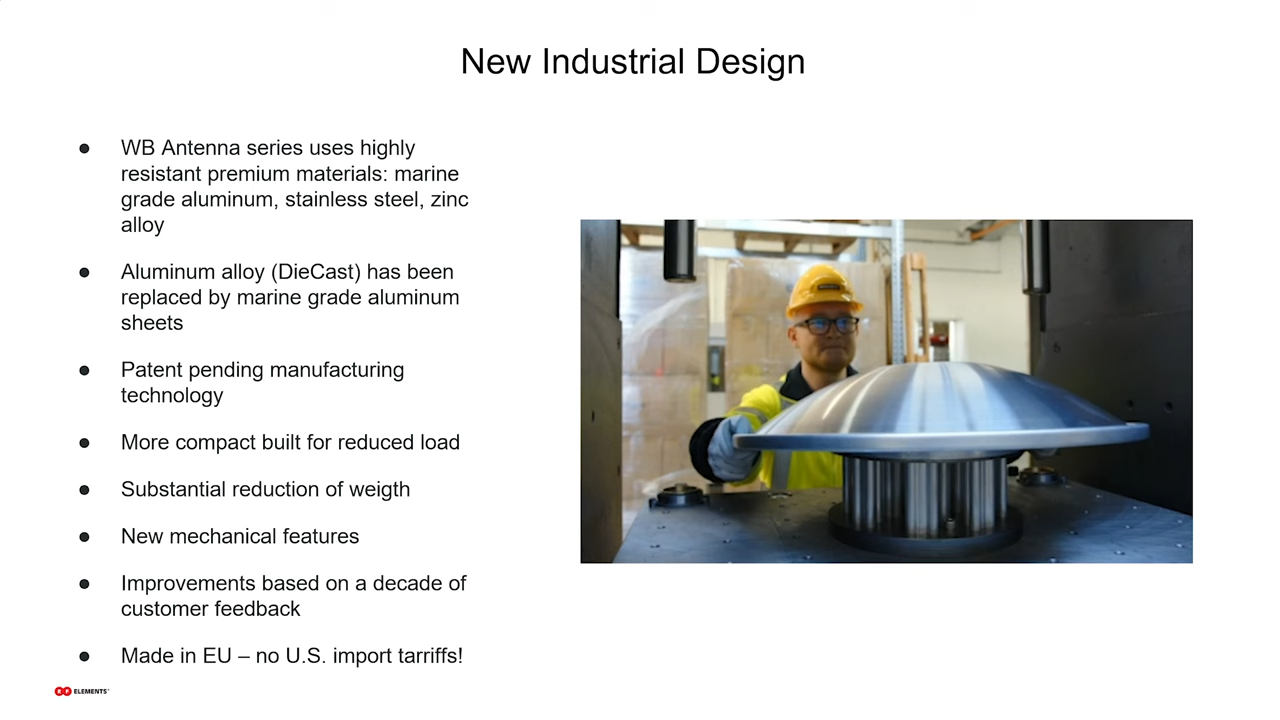 New Industrial Design
● WB Antenna series uses highly
resistant premium materials: marine
grade aluminum, stainless steel, zinc
alloy
● Aluminum alloy (DieCast) has been
replaced by marine grade aluminum
sheets
● Patent pending manufacturing
technology
● More compact built for reduced load
● Substantial reduction of weigth
● New mechanical features
● Improvements based on a decade of
customer feedback
● Made in EU – no U.S. import tarriffs!
RF ELEMENTS